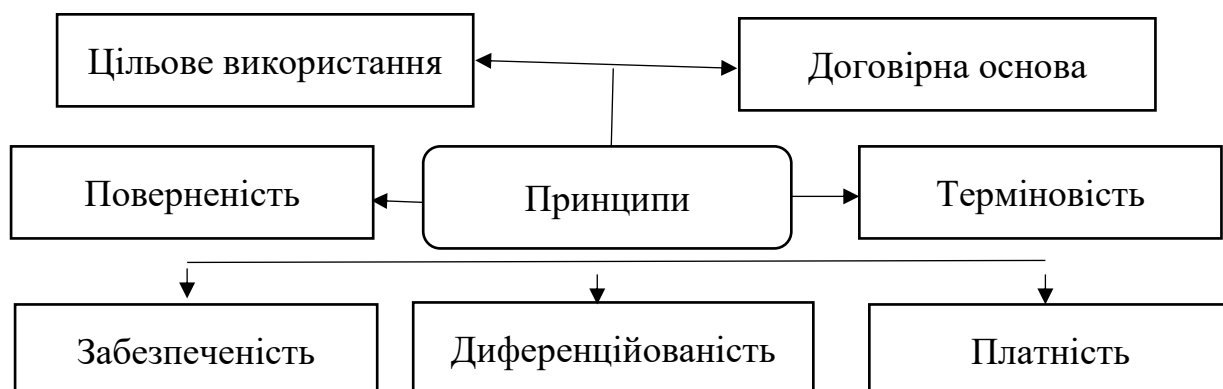 Цільове використання
Договірна основа
Поверненість
Принципи
Терміновість
Забезпеченість
Диференційованість
Платність